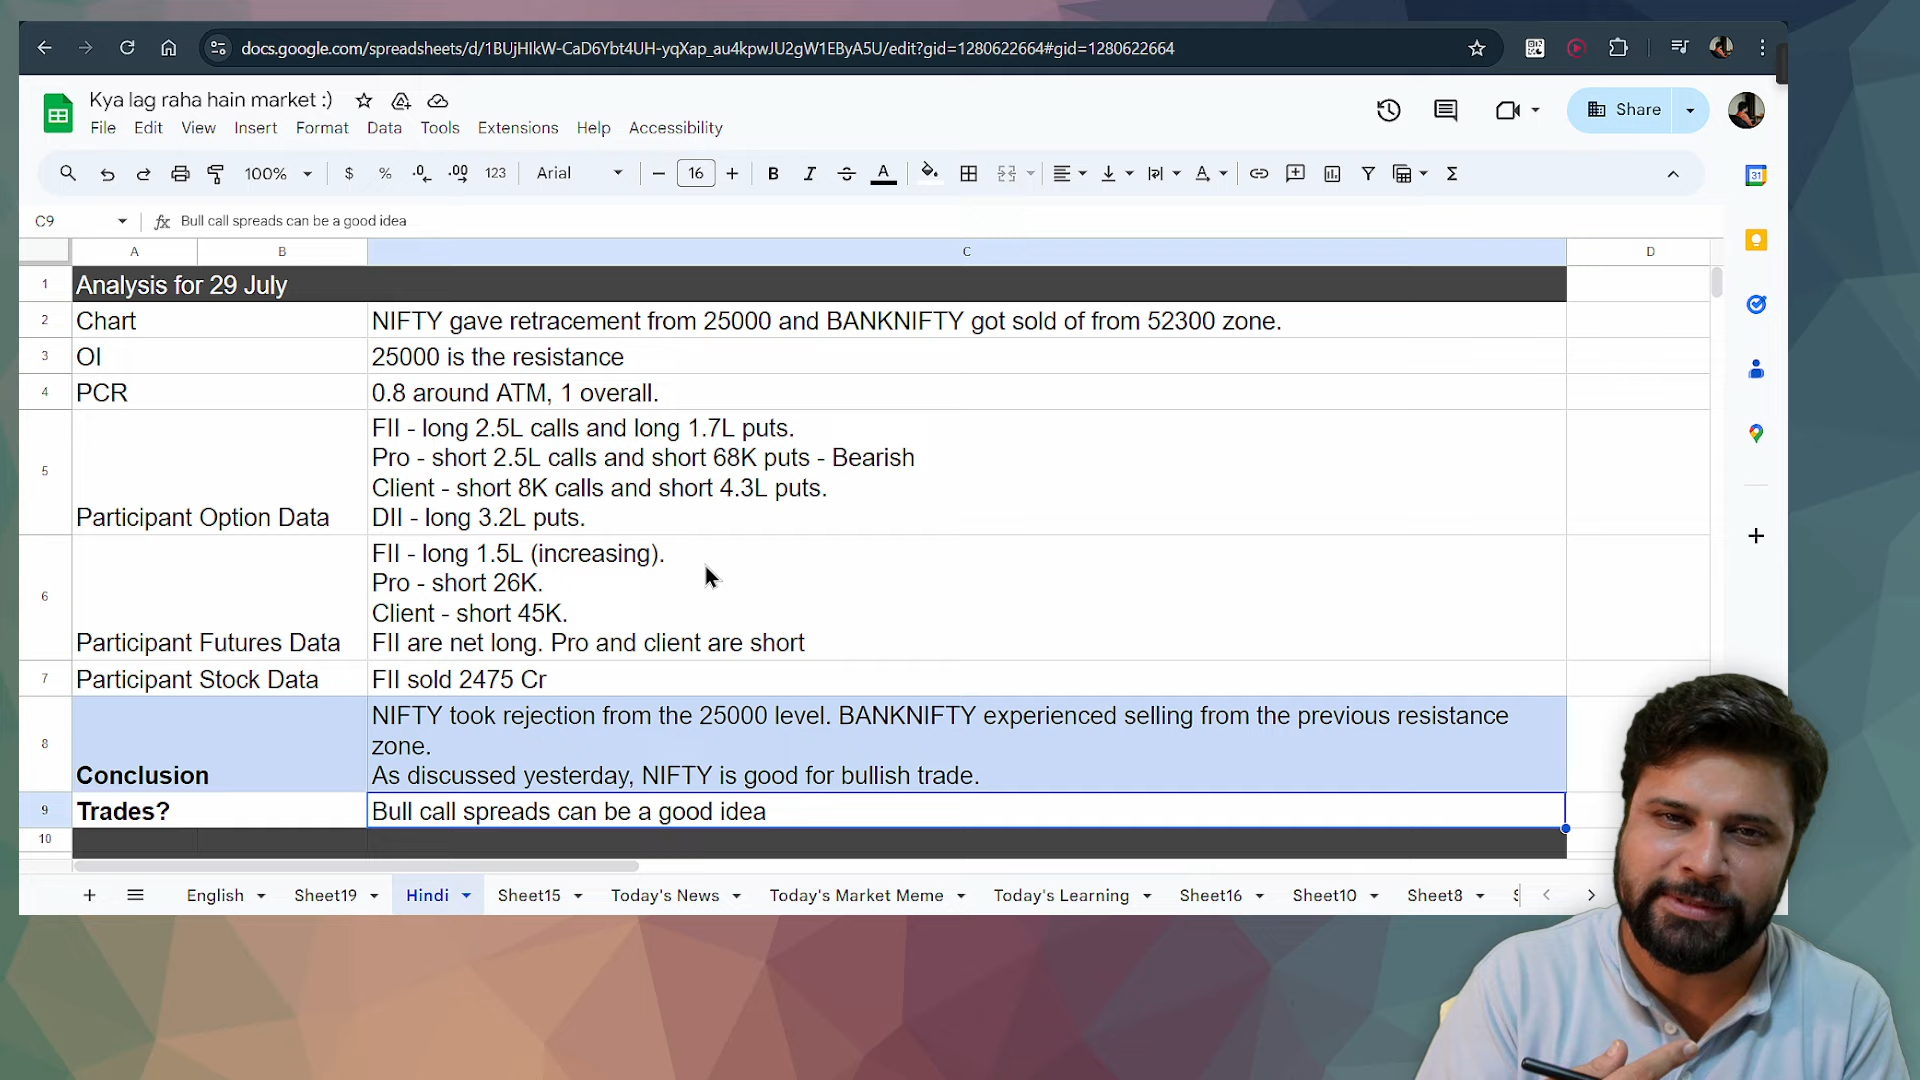 docs.google.com/spreadsheets/d/1BUjHIkW-CaD6Ybt4UH-yqXap_au4kpwJU2gW1EByA5U/edit?gid=1280622664#gid=1280622664
Kya lag raha hain market :)
File Edit View Insert Format Data Tools Extensions Help Accessibility
Share
100% $ % .0 .00 123 Arial 16 B I A
31
C9 fx Bull call spreads can be a good idea
A B C D
1 Analysis for 29 July
2 Chart NIFTY gave retracement from 25000 and BANKNIFTY got sold of from 52300 zone.
3 OI 25000 is the resistance
4 PCR 0.8 around ATM, 1 overall.
FII - long 2.5L calls and long 1.7L puts.
Pro - short 2.5L calls and short 68K puts - Bearish
5
Client - short 8K calls and short 4.3L puts.
Participant Option Data DII - long 3.2L puts.
FII - long 1.5L (increasing).
Pro - short 26K.
6
Client - short 45K.
Participant Futures Data FII are net long. Pro and client are short
7 Participant Stock Data FII sold 2475 Cr
NIFTY took rejection from the 25000 level. BANKNIFTY experienced selling from the previous resistance
8 zone.
Conclusion As discussed yesterday, NIFTY is good for bullish trade.
9 Trades? Bull call spreads can be a good idea
10
English Sheet19 Hindi Sheet15 Today's News Today's Market Meme Today's Learning Sheet16 Sheet10 Sheet8